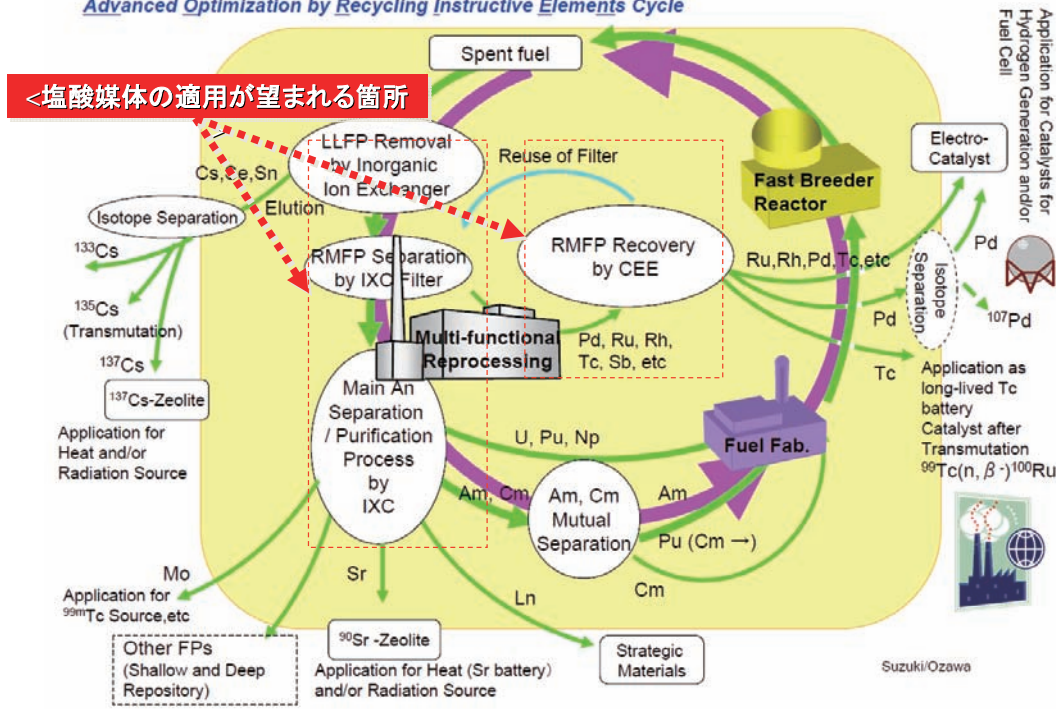 Advanced Optimization by Recycling Instructive Elements Cycle
Spent fuel
<塩酸媒体の適用が望まれる箇所
LLFP Removal
by Inorganic
Ion Exchanger
Reuse of Filter
Cs,Se,Sn
Elution
Isotope Separation
133Cs
135Cs
(Transmutation)
137Cs
137Cs-Zeolite
Application for
Heat and/or
Radiation Source
RMFP Separation
by IXC Filter
RMFP Recovery
by CEE
Multi-functional
Reprocessing
Pd, Ru, Rh,
Tc, Sb, etc
Fast Breeder
Reactor
Electro-
Catalyst
Application for Catalysts for
Hydrogen Generation and/or
Fuel Cell
Ru,Rh,Pd,Tc,etc
Isotope
Separation
Pd
Pd
107Pd
Tc
Application as
long-lived Tc
battery
Catalyst after
Transmutation
99Tc(n, β-)100Ru
Main An
Separation
/ Purification
Process
by
IXC
U, Pu, Np
Fuel Fab.
Am, Cm
Am, Cm
Mutual
Separation
Am
Pu (Cm →)
Cm
Mo
Application for
99mTc Source,etc
Sr
Ln
Other FPs
(Shallow and Deep
Repository)
90Sr -Zeolite
Application for Heat (Sr battery)
and/or Radiation Source
Strategic
Materials
Suzuki/Ozawa